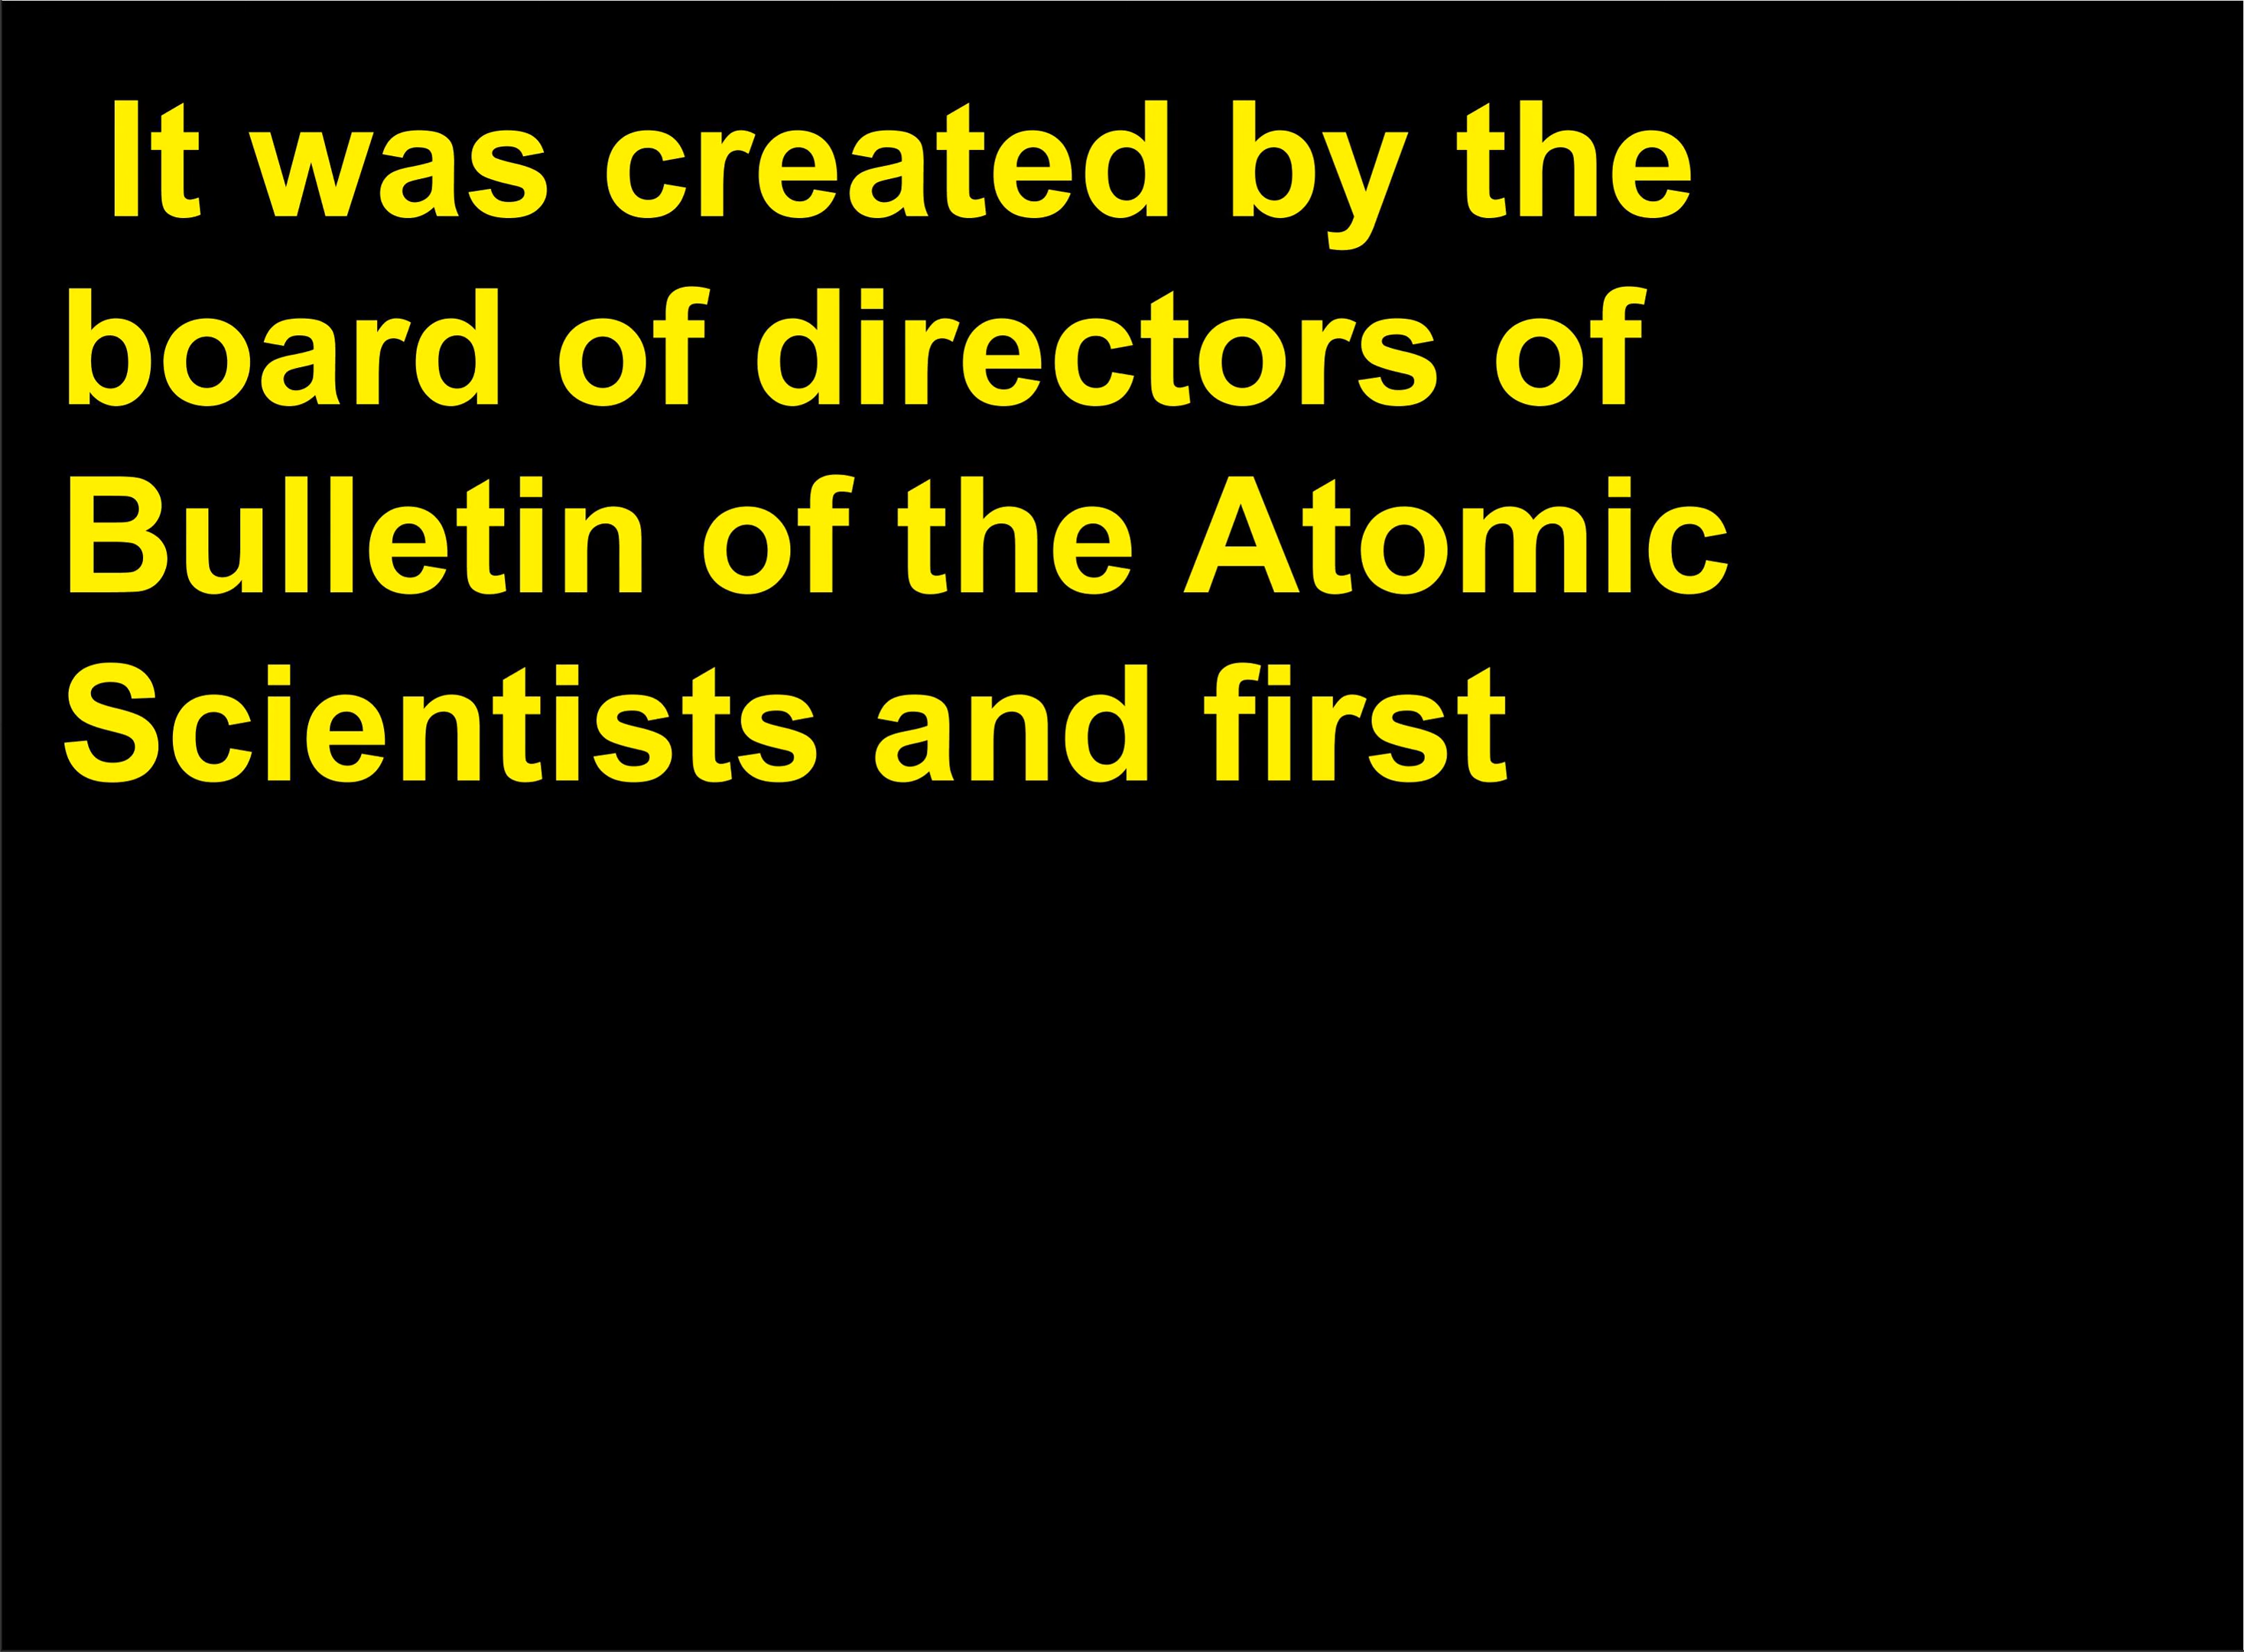 It was created by the
board of directors of
Bulletin of the Atomic
Scientists and first